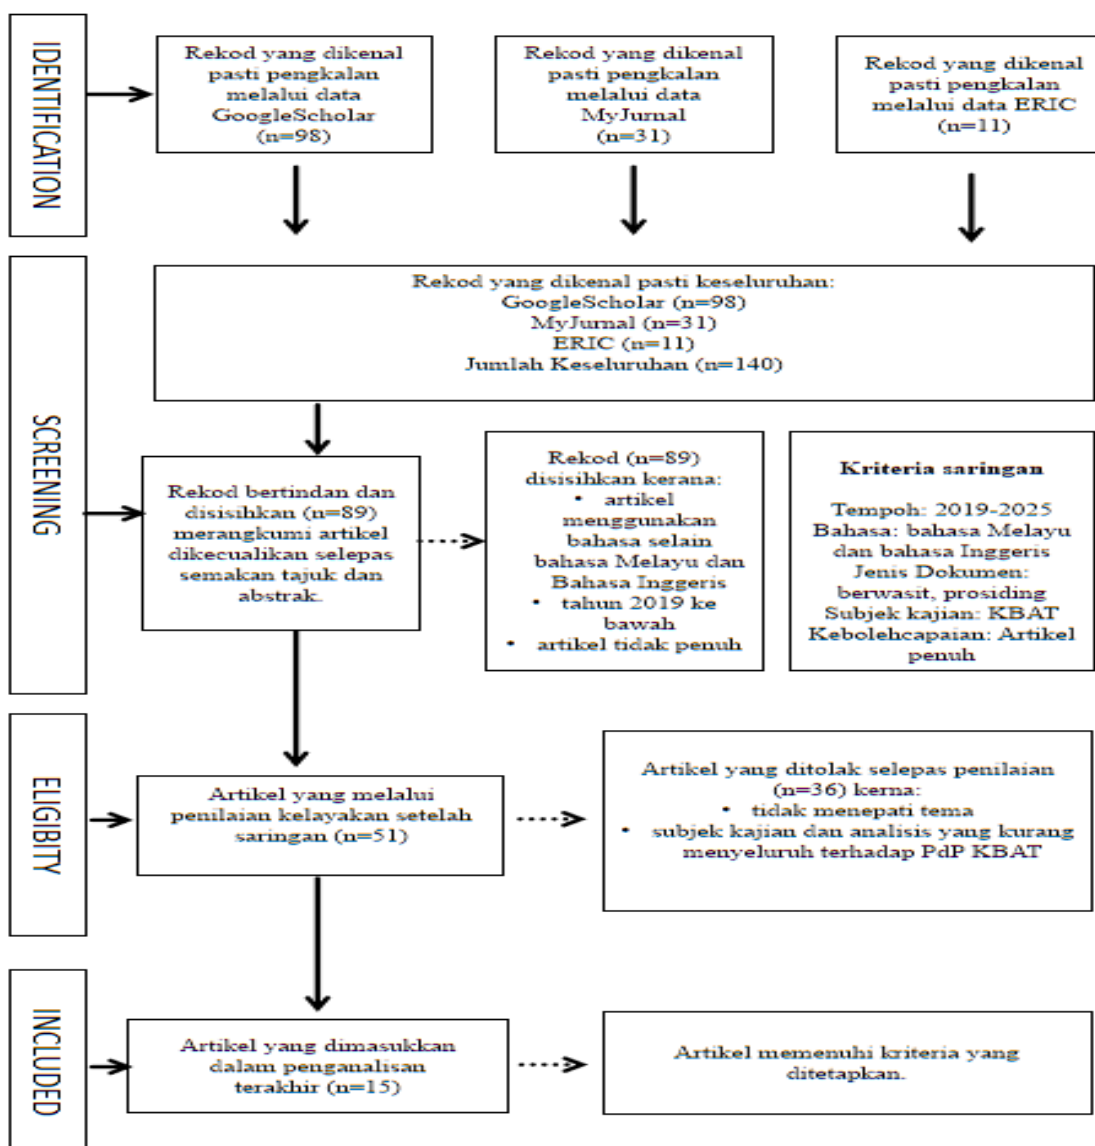 IDENTIFICATION
Rekod yang dikenal
pasti pengkalan
melalui data
GoogleScholar
(n=98)
Rekod yang dikenal
pasti pengkalan
melalui data
MyJurnal
(n=31)
Rekod yang dikenal
pasti pengkalan
melalui data ERIC
(n=11)
SCREENING
Rekod yang dikenal pasti keseluruhan:
GoogleScholar (n=98)
MyJurnal (n=31)
ERIC (n=11)
Jumlah Keseluruhan (n=140)
Rekod bertindan dan
disisihkan (n=89)
merangkumi artikel
dikecualikan selepas
semakan tajuk dan
abstrak.
Rekod (n=89)
disisihkan kerana:
• artikel
menggunakan
bahasa selain
bahasa Melayu dan
Bahasa Inggeris
• tahun 2019 ke
bawah
• artikel tidak penuh
Kriteria saringan
Tempoh: 2019-2025
Bahasa: bahasa Melayu
dan bahasa Inggeris
Jenis Dokumen:
berwasit, prosiding
Subjek kajian: KBAT
Kebolehcapaian: Artikel
penuh
ELIGIBITY
Artikel yang melalui
penilaian kelayakan setelah
saringan (n=51)
Artikel yang ditolak selepas penilaian
(n=36) kerna:
• tidak menepati tema
• subjek kajian dan analisis yang kurang
menyeluruh terhadap PdP KBAT
INCLUDED
Artikel yang dimasukkan
dalam penganalisan
terakhir (n=15)
Artikel memenuhi kriteria yang
ditetapkan.